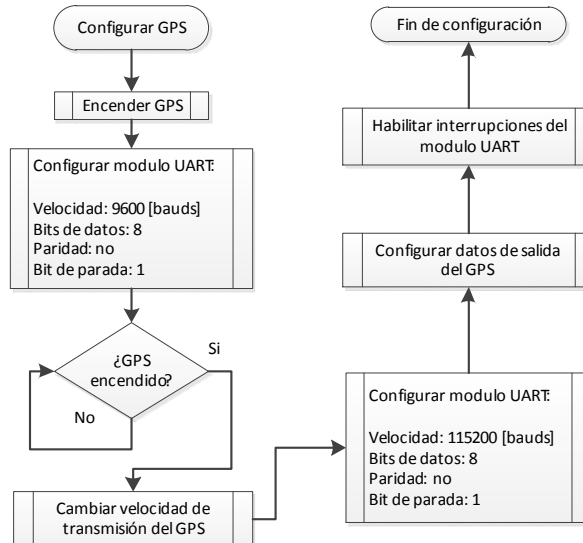 Configurar GPS
Encender GPS
Configurar modulo UART:
Velocidad: 9600 [bauds]
Bits de datos: 8
Paridad: no
Bit de parada: 1
¿GPS
encendido?
Si
No
Cambiar velocidad de
transmisión del GPS
Configurar modulo UART:
Velocidad: 115200 [bauds]
Bits de datos: 8
Paridad: no
Bit de parada: 1
Configurar datos de salida
del GPS
Habilitar interrupciones del
modulo UART
Fin de configuración